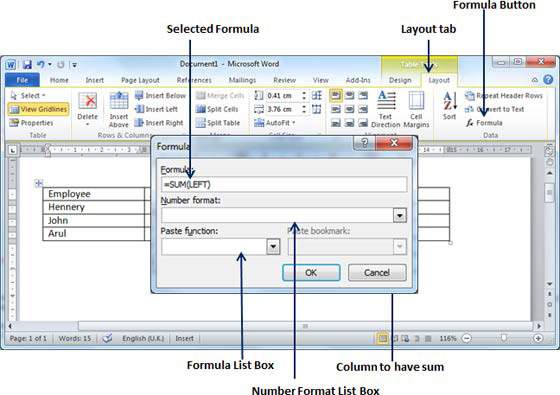 Formula Button
Selected Formula
Layout tab
Document1 - Microsoft Word
File Home Insert Page Layout References Mailings Review View Add-Ins Design Layout
Select
View Gridlines
Properties
Table
Delete
Insert Above
Insert Below
Insert Left
Insert Right
Rows & Columns
Merge Cells
Split Cells
Split Table
0.41 cm
3.76 cm
AutoFit
Text Direction
Cell Margins
Alignment
Sort
Repeat Header Rows
Convert to Text
Formula
Data
Formula
Formula:
=SUM(LEFT)
Number format:
Paste function:
Paste bookmark:
OK Cancel
Employee
Hennery
John
Arul
Page: 1 of 1 Words: 15 English (U.K.) Insert 116%
Formula List Box
Column to have sum
Number Format List Box